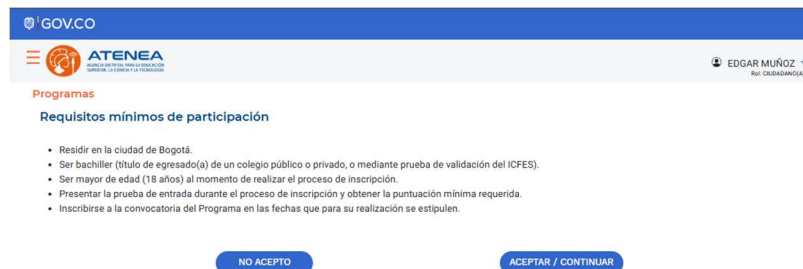 GOV.CO
ATENEA
AGENCIA DISTRITAL PARA LA EDUCACIÓN
SUPERIOR, LA CIENCIA Y LA TECNOLOGÍA
EDGAR MUÑOZ
Rol: CIUDADANO(A
Programas
Requisitos mínimos de participación
• Residir en la ciudad de Bogotá.
• Ser bachiller (título de egresado(a) de un colegio público o privado, o mediante prueba de validación del ICFES).
• Ser mayor de edad (18 años) al momento de realizar el proceso de inscripción.
• Presentar la prueba de entrada durante el proceso de inscripción y obtener la puntuación mínima requerida.
• Inscribirse a la convocatoria del Programa en las fechas que para su realización se estipulen.
NO ACEPTO
ACEPTAR / CONTINUAR